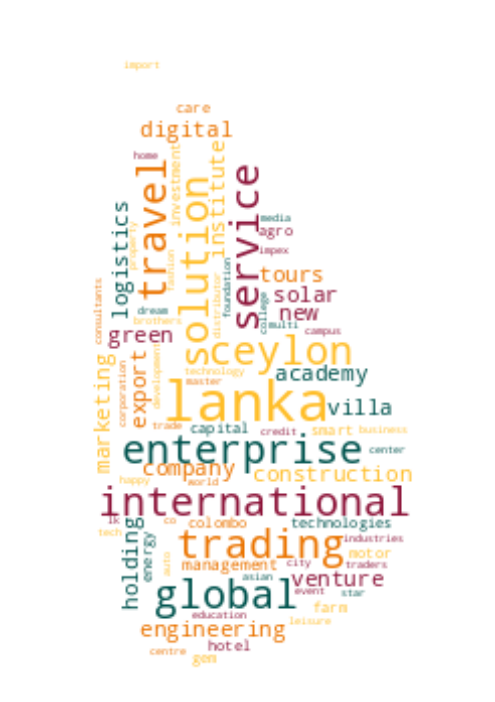 import
care
digital
home
travel
investment
solution
institute
service
media
agro
impex
logistics
property
fashion
distributor
foundation
tours
solar
new
college
multi
campus
consultants
dream
brothers
green
ceylon
academy
technology
master
marketing
corporation
export
development
lanka
villa
trade
capital
credit
smart
business
enterprise
center
company
construction
happy
world
international
lk
tech
co
colombo
technologies
holding
energy
auto
trading
industries
motor
management
city
traders
asian
venture
global
event
star
farm
education
leisure
engineering
hotel
centre
gem